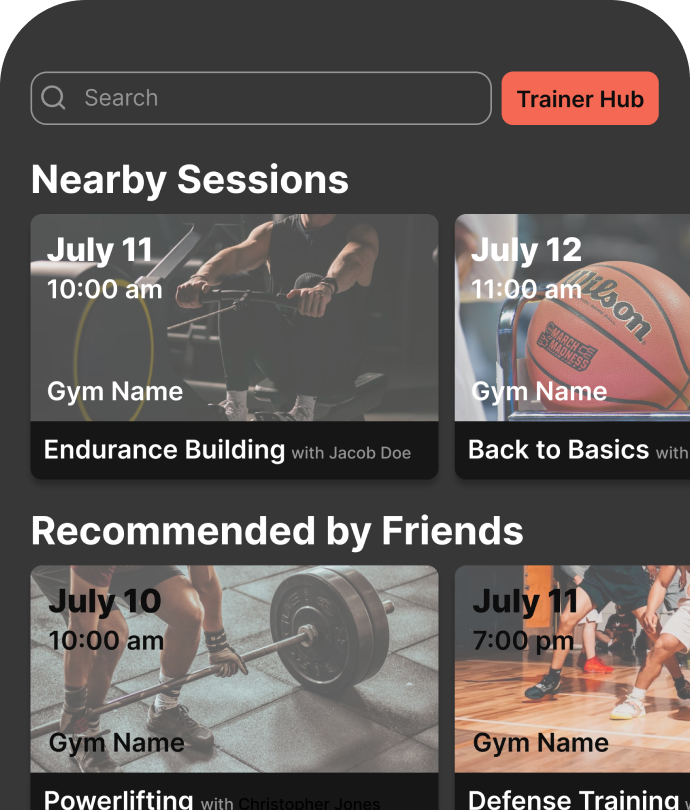 Search
Trainer Hub
Nearby Sessions
July 11
10:00 am
Gym Name
Endurance Building with Jacob Doe
July 12
11:00 am
Wilson
MARCH
MADNESS
Gym Name
Back to Basics with
Recommended by Friends
July 10
10:00 am
Gym Name
Powerlifting with Christopher Jones
July 11
7:00 pm
Gym Name
Defense Training